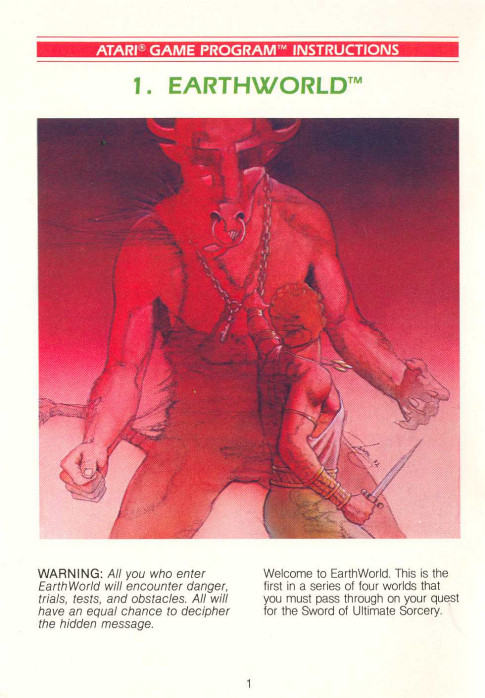 ATARI® GAME PROGRAM™ INSTRUCTIONS
1. EARTHWORLD™
WARNING: All you who enter
EarthWorld will encounter danger,
trials, tests, and obstacles. All will
have an equal chance to decipher
the hidden message.
Welcome to EarthWorld. This is the
first in a series of four worlds that
you must pass through on your quest
for the Sword of Ultimate Sorcery.
1